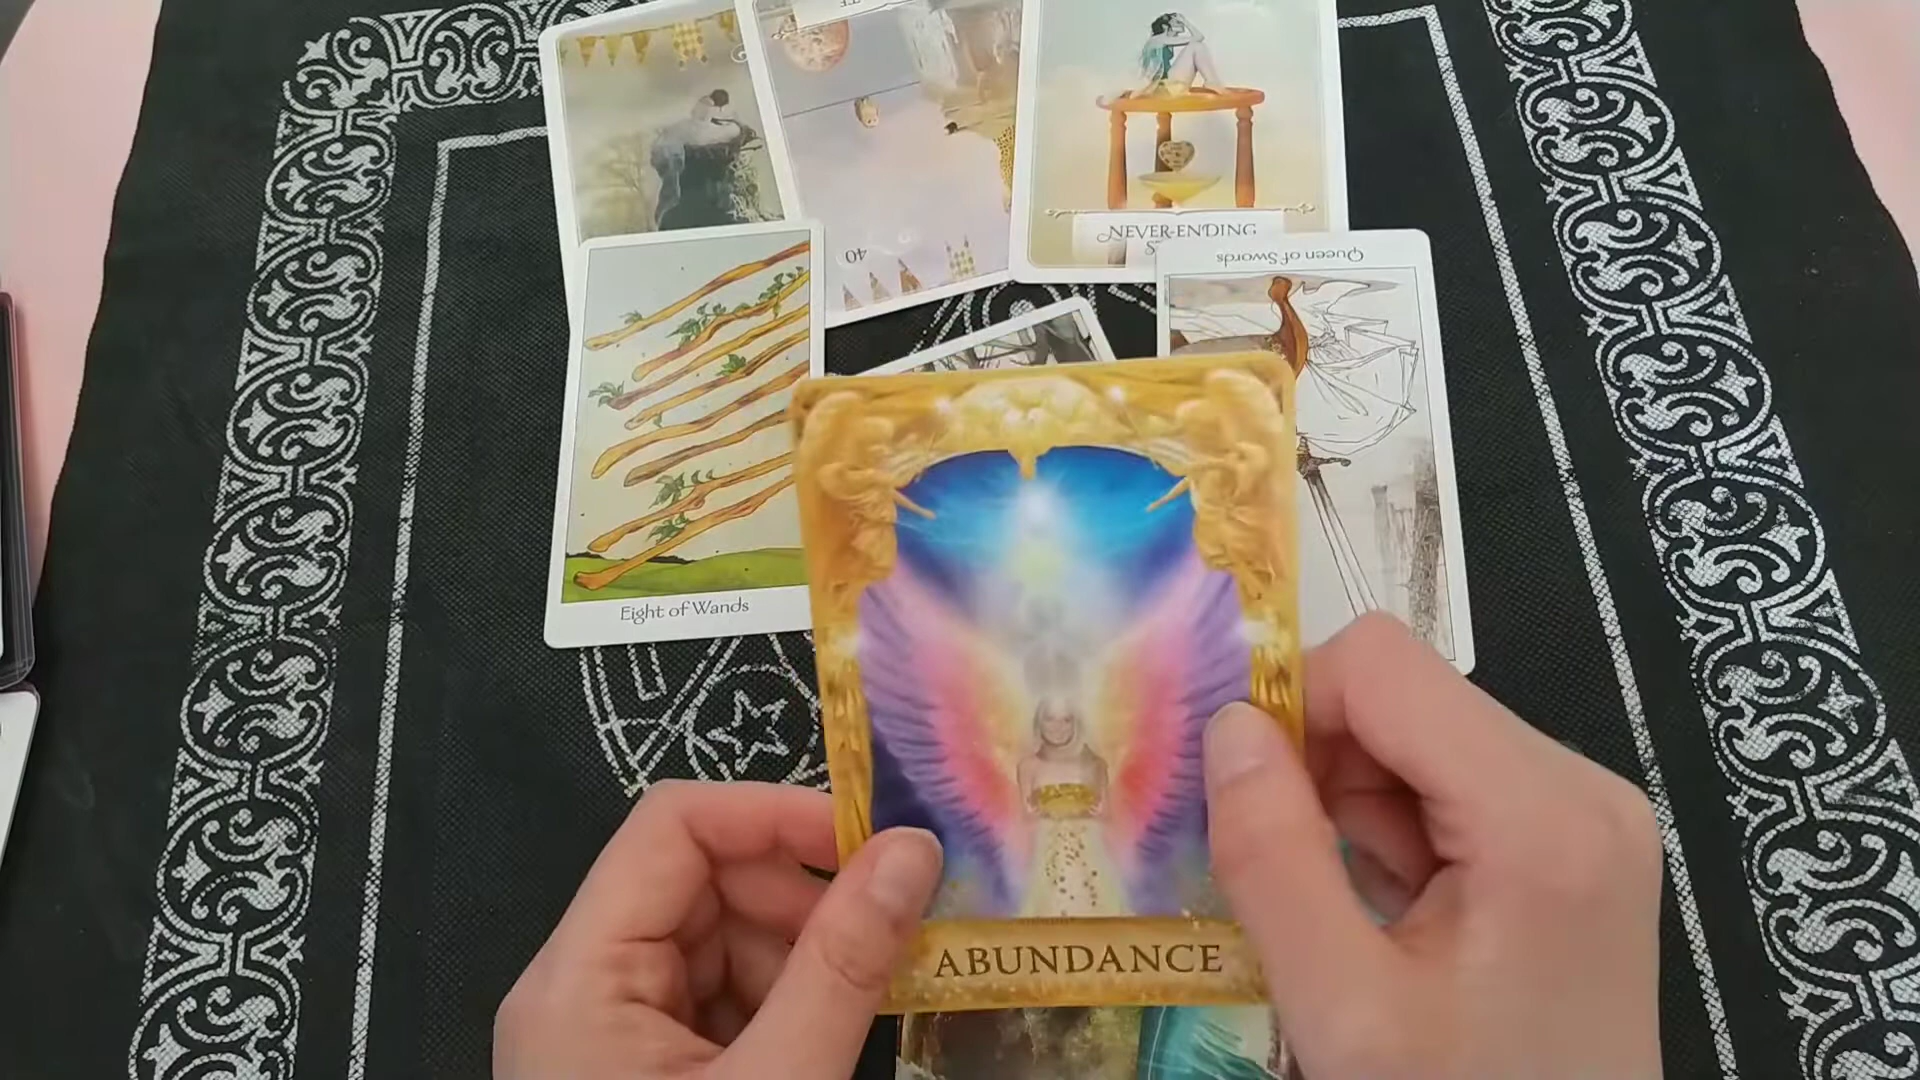 40
NEVER-ENDING
Queen of Swords
Eight of Wands
ABUNDANCE